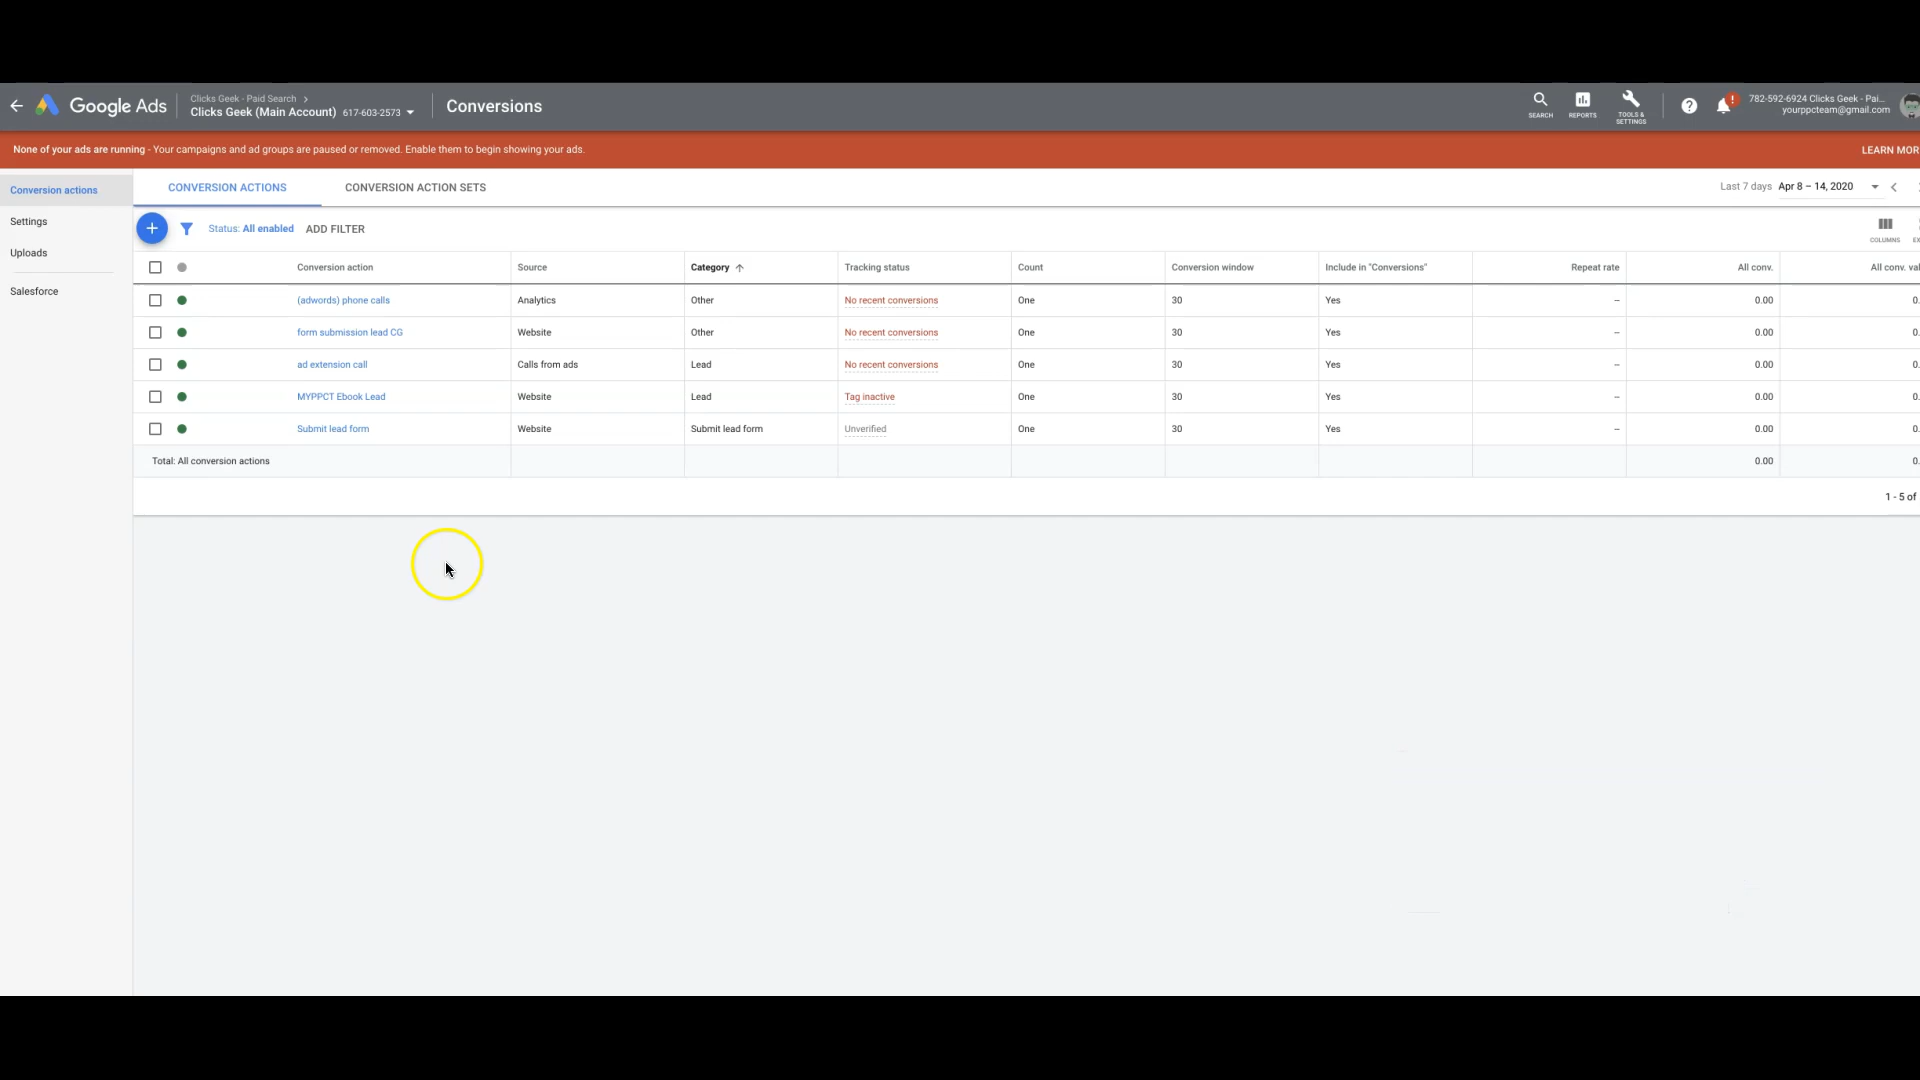 Google Ads
Clicks Geek - Paid Search >
Clicks Geek (Main Account) 617-603-2573
Conversions
SEARCH
REPORTS
TOOLS &
SETTINGS
?
!
782-592-6924 Clicks Geek - Pai...
yourppcteam@gmail.com
None of your ads are running - Your campaigns and ad groups are paused or removed. Enable them to begin showing your ads.
LEARN MOR
Conversion actions
Settings
Uploads
Salesforce
CONVERSION ACTIONS
CONVERSION ACTION SETS
Last 7 days Apr 8 – 14, 2020
Status: All enabled ADD FILTER
COLUMNS
Conversion action Source Category Tracking status Count Conversion window Include in "Conversions" Repeat rate All conv. All conv. val
(adwords) phone calls Analytics Other No recent conversions One 30 Yes – 0.00 0.
form submission lead CG Website Other No recent conversions One 30 Yes – 0.00 0.
ad extension call Calls from ads Lead No recent conversions One 30 Yes – 0.00 0.
MYPPCT Ebook Lead Website Lead Tag inactive One 30 Yes – 0.00 0.
Submit lead form Website Submit lead form Unverified One 30 Yes – 0.00 0.
Total: All conversion actions 0.00 0.
1 - 5 of